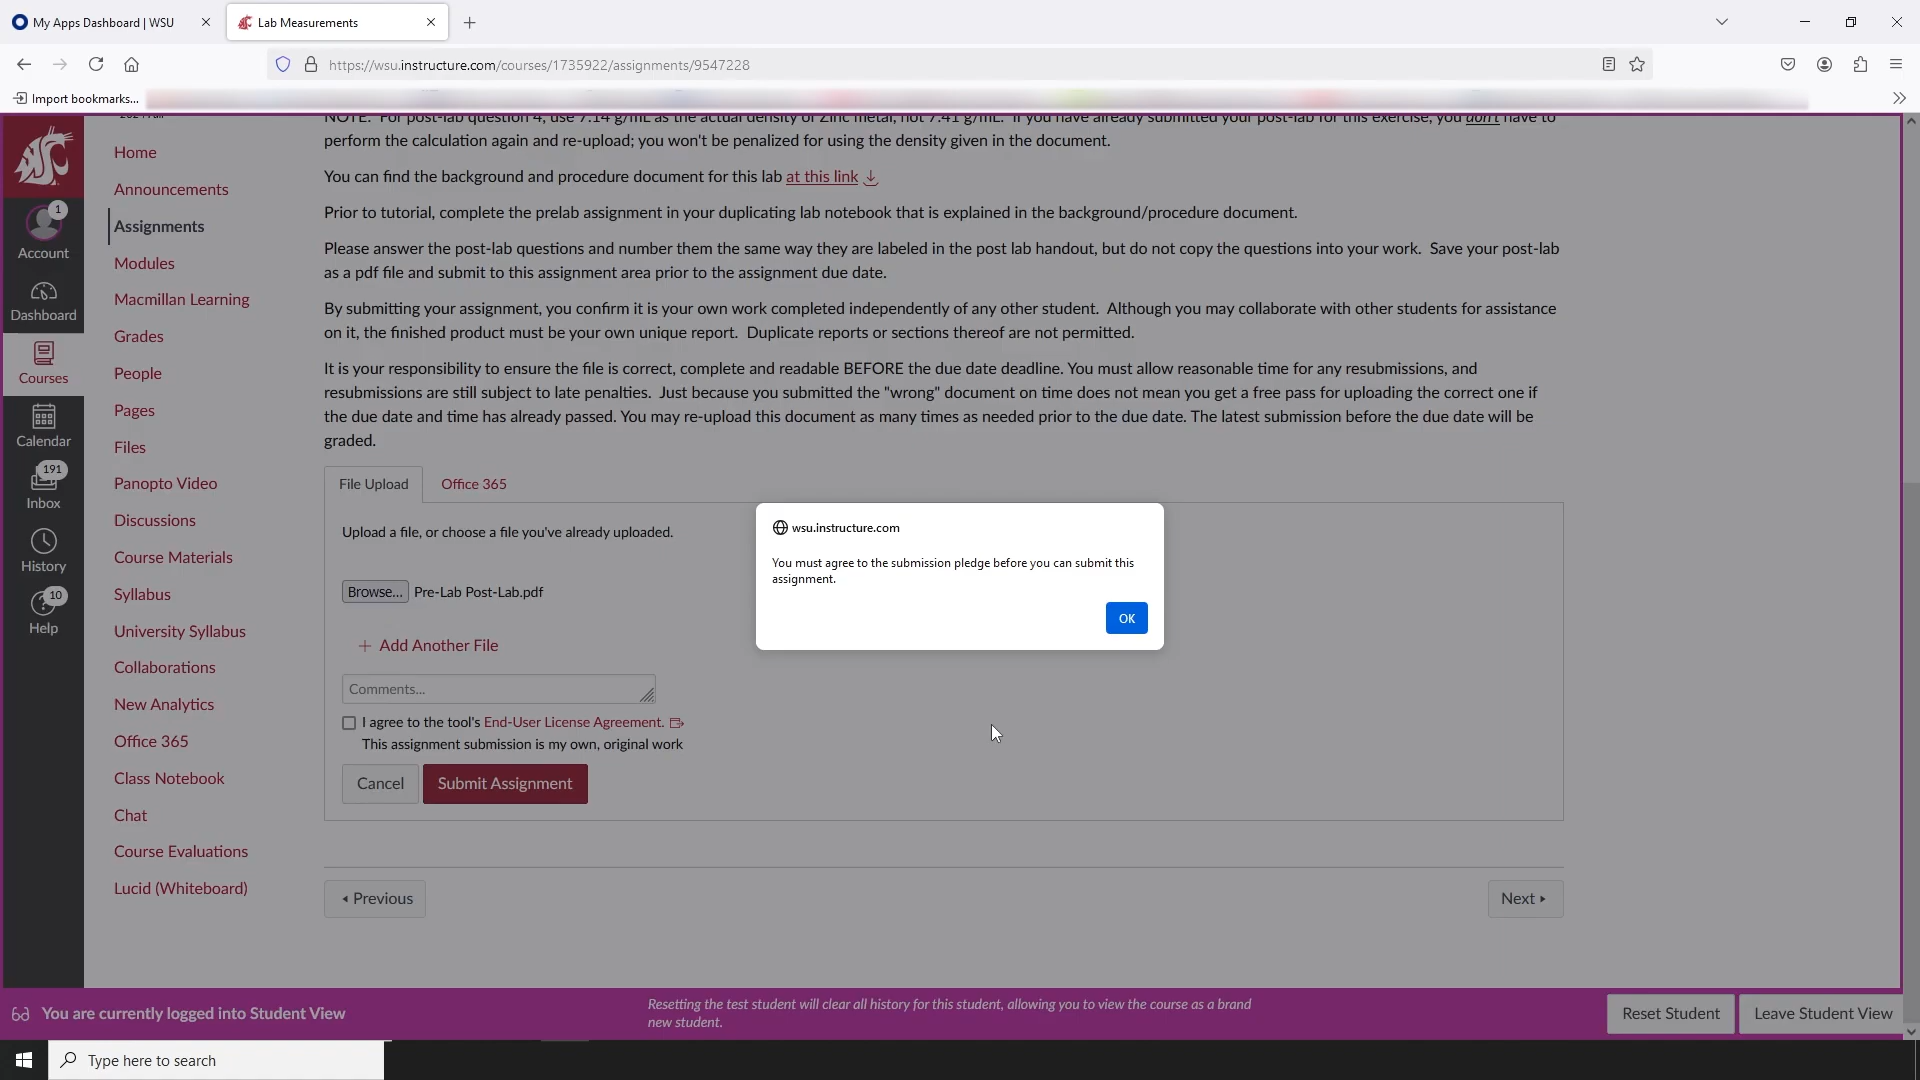 My Apps Dashboard | WSU
Lab Measurements
https://wsu.instructure.com/courses/1735922/assignments/9547228
Import bookmarks...
Home
Announcements
Assignments
Modules
Macmillan Learning
Grades
People
Pages
Files
Panopto Video
Discussions
Course Materials
Collaborations
Syllabus
University Syllabus
New Analytics
Office 365
Class Notebook
Chat
Course Evaluations
Lucid (Whiteboard)
1
Account
Dashboard
Courses
Calendar
191
Inbox
History
10
Help
NOTE: For post-lab question 4, use 7.14 g/mL as the actual density of Zinc metal, not 7.41 g/mL. If you have already submitted your post-lab for this exercise, you don't have to
perform the calculation again and re-upload; you won't be penalized for using the density given in the document.
You can find the background and procedure document for this lab at this link
Prior to tutorial, complete the prelab assignment in your duplicating lab notebook that is explained in the background/procedure document.
Please answer the post-lab questions and number them the same way they are labeled in the post lab handout, but do not copy the questions into your work. Save your post-lab
as a pdf file and submit to this assignment area prior to the assignment due date.
By submitting your assignment, you confirm it is your own work completed independently of any other student. Although you may collaborate with other students for assistance
on it, the finished product must be your own unique report. Duplicate reports or sections thereof are not permitted.
It is your responsibility to ensure the file is correct, complete and readable BEFORE the due date deadline. You must allow reasonable time for any resubmissions, and
resubmissions are still subject to late penalties. Just because you submitted the "wrong" document on time does not mean you get a free pass for uploading the correct one if
the due date and time has already passed. You may re-upload this document as many times as needed prior to the due date. The latest submission before the due date will be
graded.
File Upload
Office 365
Upload a file, or choose a file you've already uploaded.
Browse... Pre-Lab Post-Lab.pdf
+ Add Another File
Comments...
I agree to the tool's End-User License Agreement.
This assignment submission is my own, original work
Cancel
Submit Assignment
wsu.instructure.com
You must agree to the submission pledge before you can submit this
assignment.
OK
Previous
Next
You are currently logged into Student View
Resetting the test student will clear all history for this student, allowing you to view the course as a brand
new student.
Reset Student
Leave Student View
Type here to search